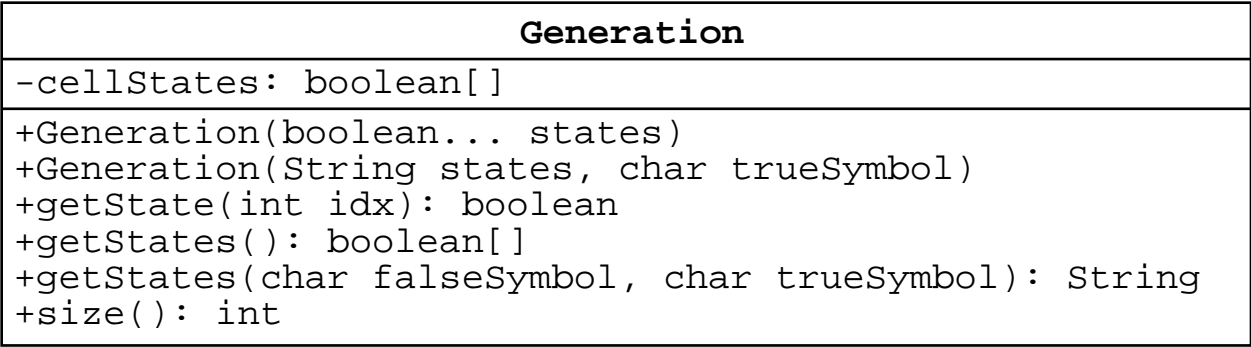 Generation
-cellStates: boolean[]
+Generation(boolean... states)
+Generation(String states, char trueSymbol)
+getState(int idx): boolean
+getStates(): boolean[]
+getStates(char falseSymbol, char trueSymbol): String
+size(): int